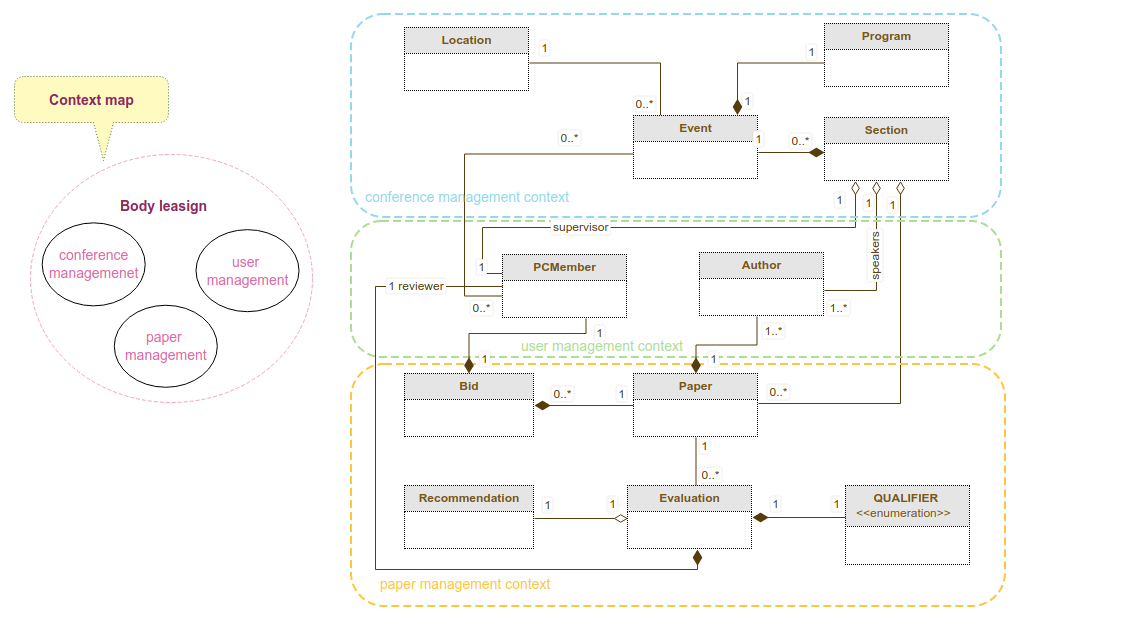 Context map
Body leasign
conference
managemenet
user
management
paper
management
Location
1
0..*
Program
1
1
Event
0..*
1
0..*
Section
conference management context
1
1
1
supervisor
speakers
1
PCMember
Author
1 reviewer
0..*
1..*
1
1..*
user management context
1
1
Bid
0..*
1
Paper
0..*
1
0..*
Recommendation
1
1
Evaluation
1
1
QUALIFIER
<<enumeration>>
paper management context